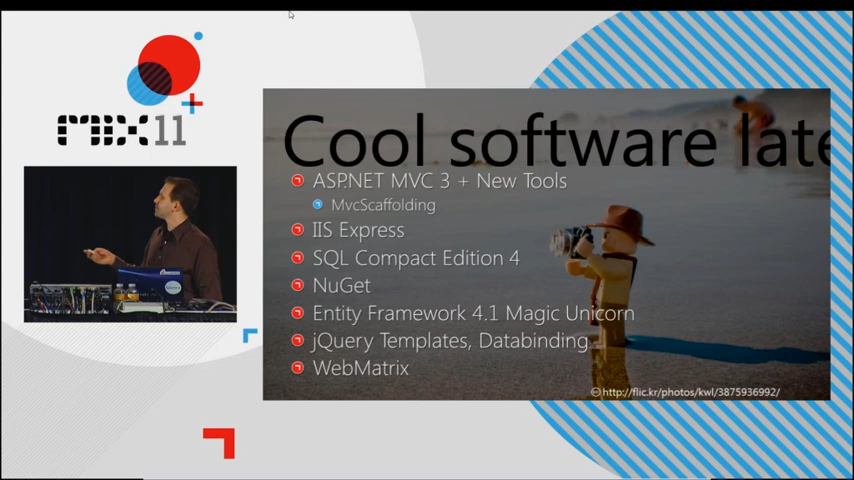 MIX11
Cool software late
ASP.NET MVC 3 + New Tools
MvcScaffolding
IIS Express
SQL Compact Edition 4
NuGet
Entity Framework 4.1 Magic Unicorn
jQuery Templates, Databinding
WebMatrix
http://flic.kr/photos/kwl/3875936992/